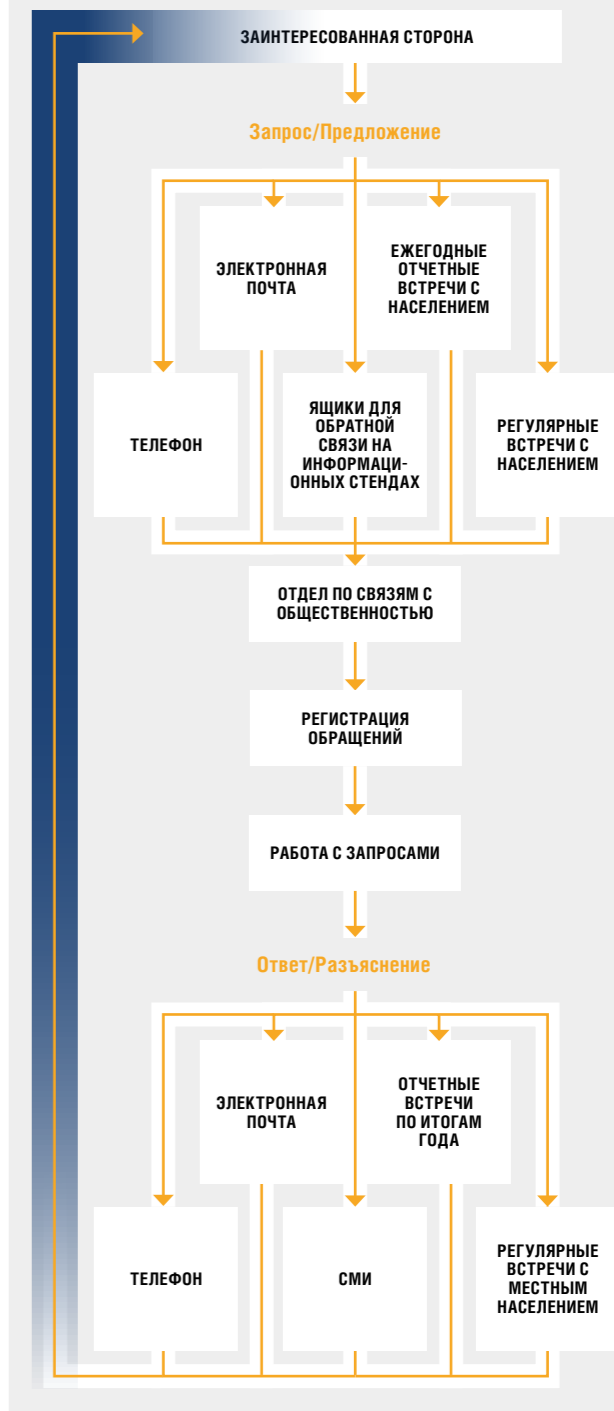 ЗАИНТЕРЕСОВАННАЯ СТОРОНА
Запрос/Предложение
ЭЛЕКТРОННАЯ
ПОЧТА
ЕЖЕГОДНЫЕ
ОТЧЕТНЫЕ
ВСТРЕЧИ С
НАСЕЛЕНИЕМ
ТЕЛЕФОН
ЯЩИКИ ДЛЯ
ОБРАТНОЙ
СВЯЗИ НА
ИНФОРМАЦИ-
ОННЫХ СТЕНДАХ
РЕГУЛЯРНЫЕ
ВСТРЕЧИ С
НАСЕЛЕНИЕМ
ОТДЕЛ ПО СВЯЗЯМ С
ОБЩЕСТВЕННОСТЬЮ
РЕГИСТРАЦИЯ
ОБРАЩЕНИЙ
РАБОТА С ЗАПРОСАМИ
Ответ/Разъяснение
ЭЛЕКТРОННАЯ
ПОЧТА
ОТЧЕТНЫЕ
ВСТРЕЧИ
ПО ИТОГАМ
ГОДА
ТЕЛЕФОН
СМИ
РЕГУЛЯРНЫЕ
ВСТРЕЧИ С
МЕСТНЫМ
НАСЕЛЕНИЕМ